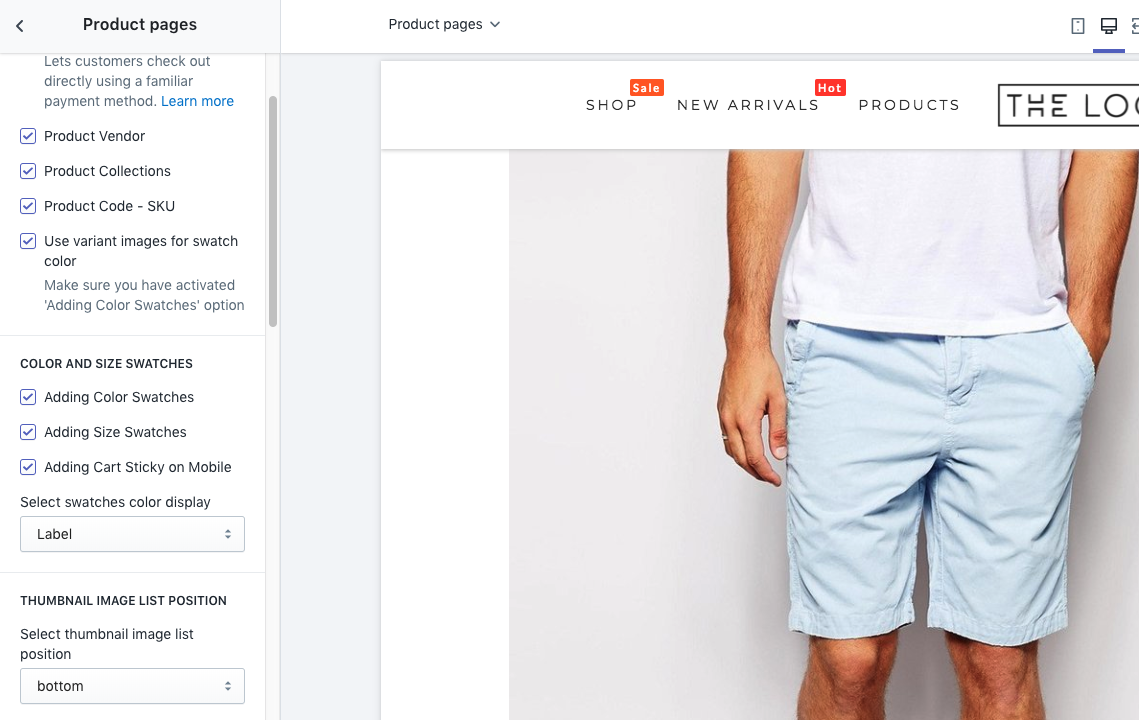 Product pages
Lets customers check out
directly using a familiar
payment method. Learn more
Product Vendor
Product Collections
Product Code - SKU
Use variant images for swatch
color
Make sure you have activated
'Adding Color Swatches' option
COLOR AND SIZE SWATCHES
Adding Color Swatches
Adding Size Swatches
Adding Cart Sticky on Mobile
Select swatches color display
Label
THUMBNAIL IMAGE LIST POSITION
Select thumbnail image list
position
bottom
Product pages
Sale
Hot
SHOP NEW ARRIVALS PRODUCTS
THE LO